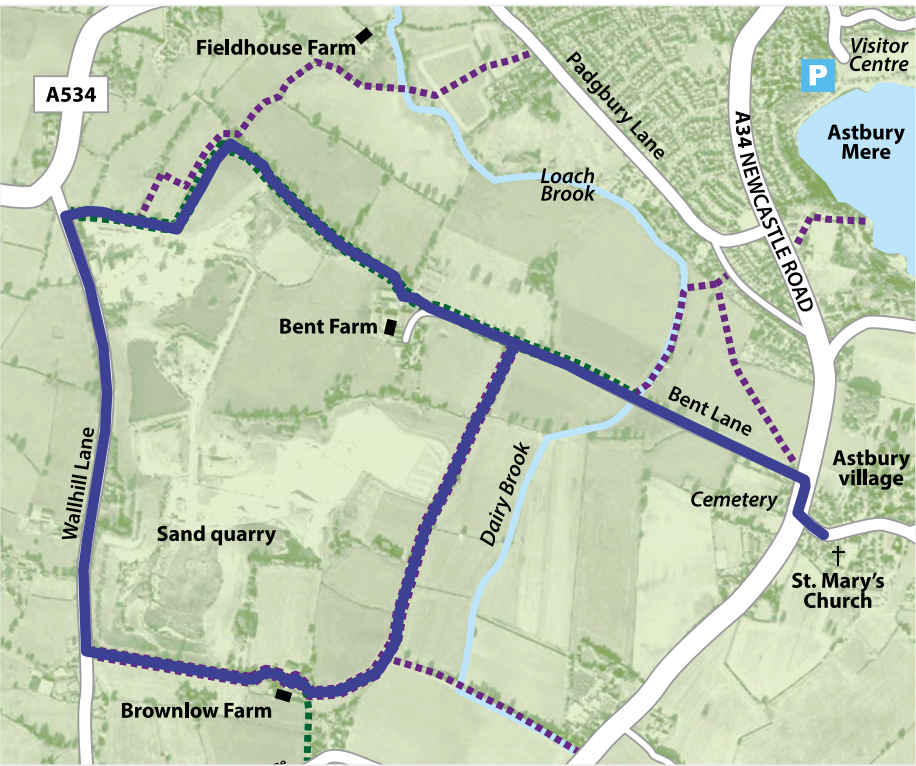 Fieldhouse Farm
Visitor
Centre
P
A534
Padgbury Lane
A34 NEWCASTLE ROAD
Astbury
Mere
Loach
Brook
Bent Farm
Bent Lane
Wallhill Lane
Dairy Brook
Astbury
village
Cemetery
Sand quarry
St. Mary's
Church
Brownlow Farm